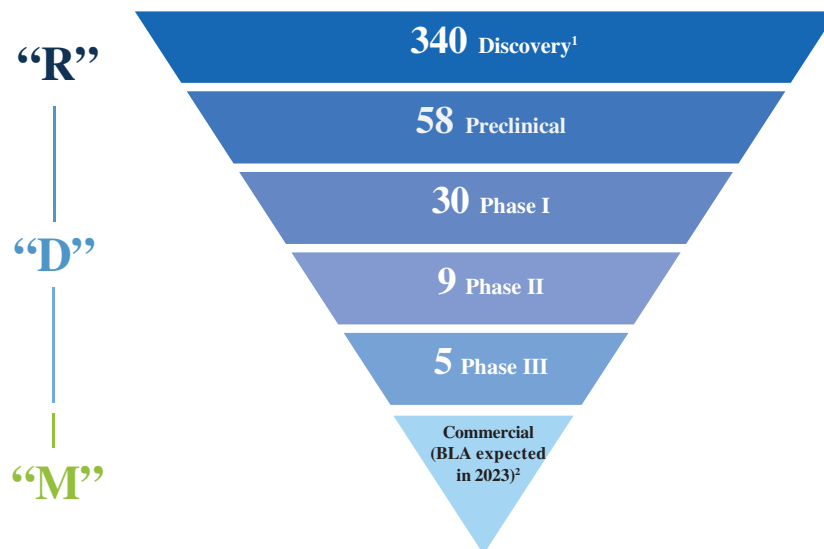 “R”
340 Discovery¹
58 Preclinical
30 Phase I
“D”
9 Phase II
5 Phase III
Commercial
(BLA expected
in 2023)²
“M”